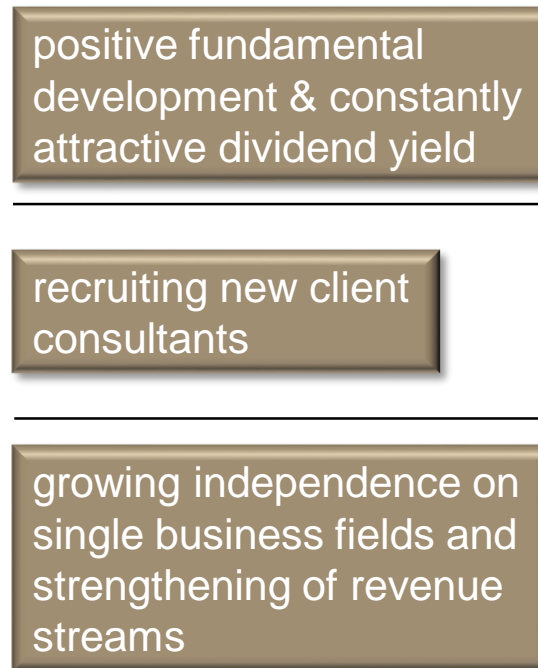 positive fundamental
development & constantly
attractive dividend yield
recruiting new client
consultants
growing independence on
single business fields and
strengthening of revenue
streams